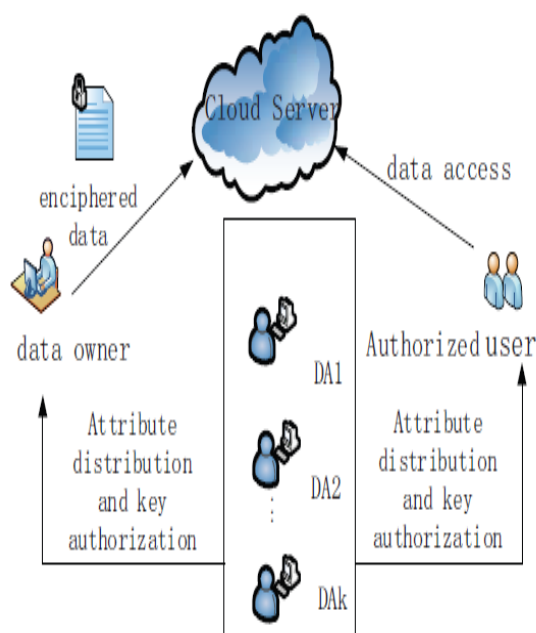 Cloud Server
enciphered
data
data access
data owner
Authorized user
DA1
Attribute
distribution
and key
authorization
DA2
Attribute
distribution
and key
authorization
DAk